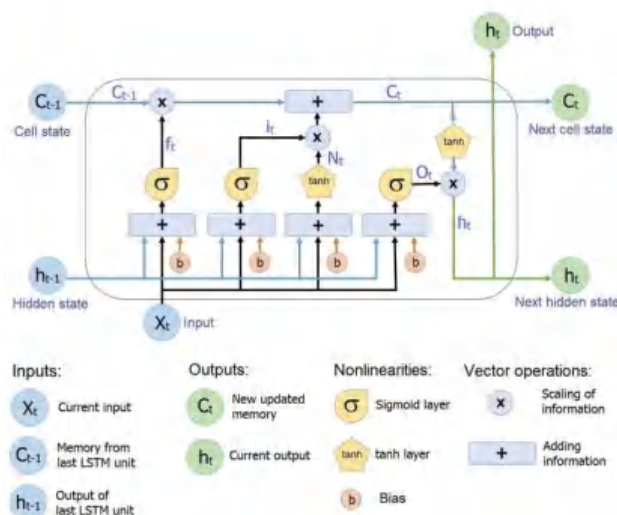 ht Output
Ct-1 Ct-1 x + Ct Ct
Cell state Next cell state
ft it x Nt tanh
σ σ tanh σ Ot x
ht
+ + + +
b b b b
ht-1 ht
Hidden state Next hidden state
Xt Input
Inputs: Outputs: Nonlinearities: Vector operations:
Xt Current input
Ct-1 Memory from
last LSTM unit
ht-1 Output of
last LSTM unit
Ct New updated
memory
ht Current output
σ Sigmoid layer
tanh tanh layer
b Bias
x Scaling of
information
+ Adding
information